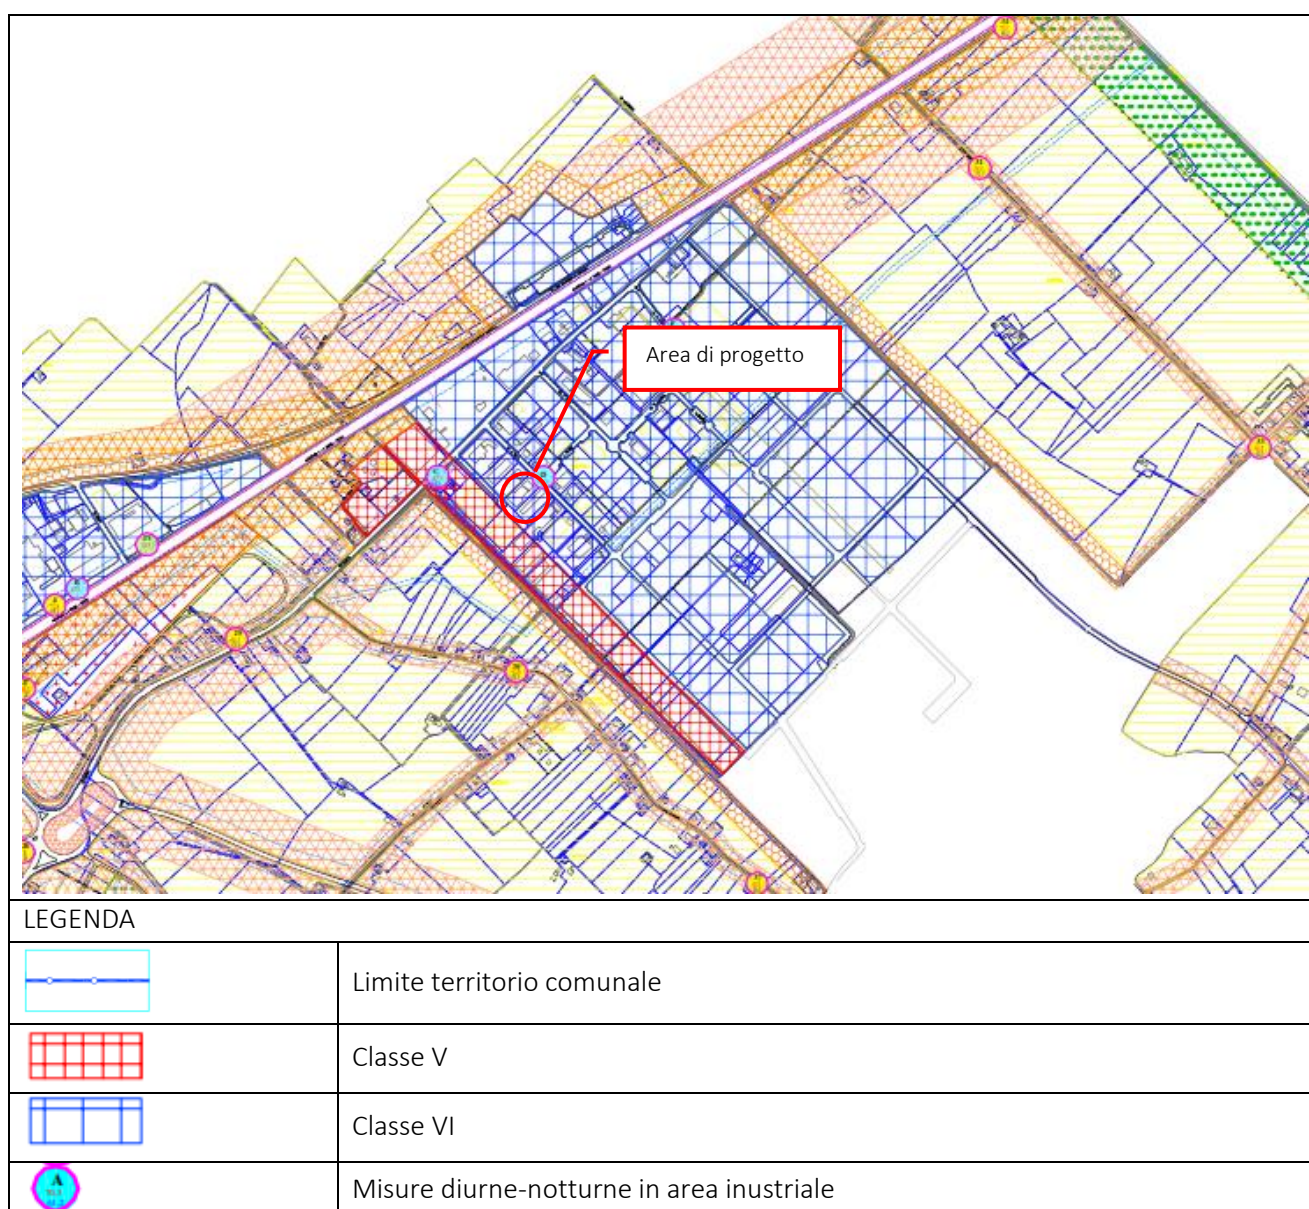 Area di progetto
LEGENDA
Limite territorio comunale
Classe V
Classe VI
A
Misure diurne-notturne in area inustriale